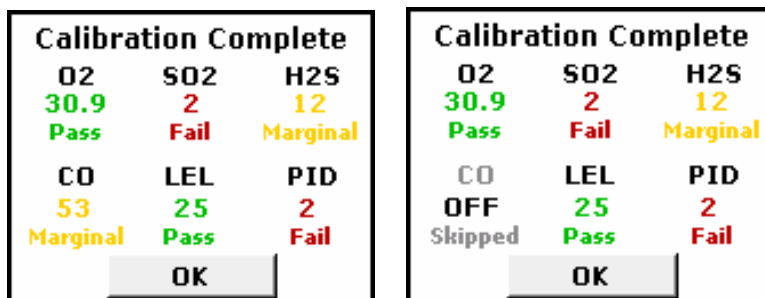 Calibration Complete
O2 SO2 H2S
30.9 2 12
Pass Fail Marginal
CO LEL PID
53 25 2
Marginal Pass Fail
OK
Calibration Complete
O2 SO2 H2S
30.9 2 12
Pass Fail Marginal
CO LEL PID
OFF 25 2
Skipped Pass Fail
OK